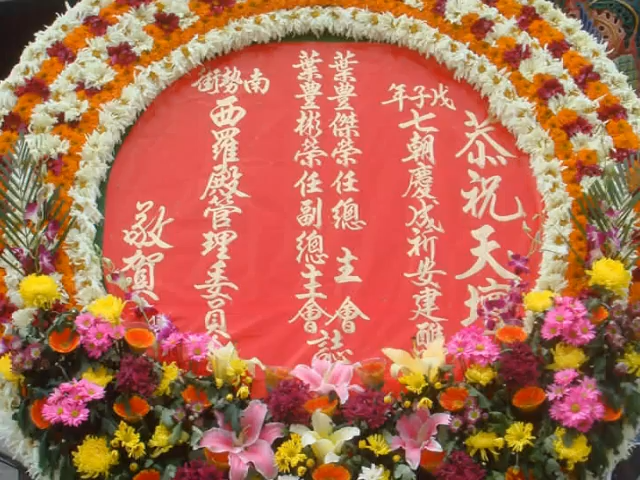 恭祝天壇
戊子年
七朝慶成祈安建醮
葉豐傑榮任總主會
葉豐彬榮任副總主會誌
南勢街
西羅殿管理委員
敬賀